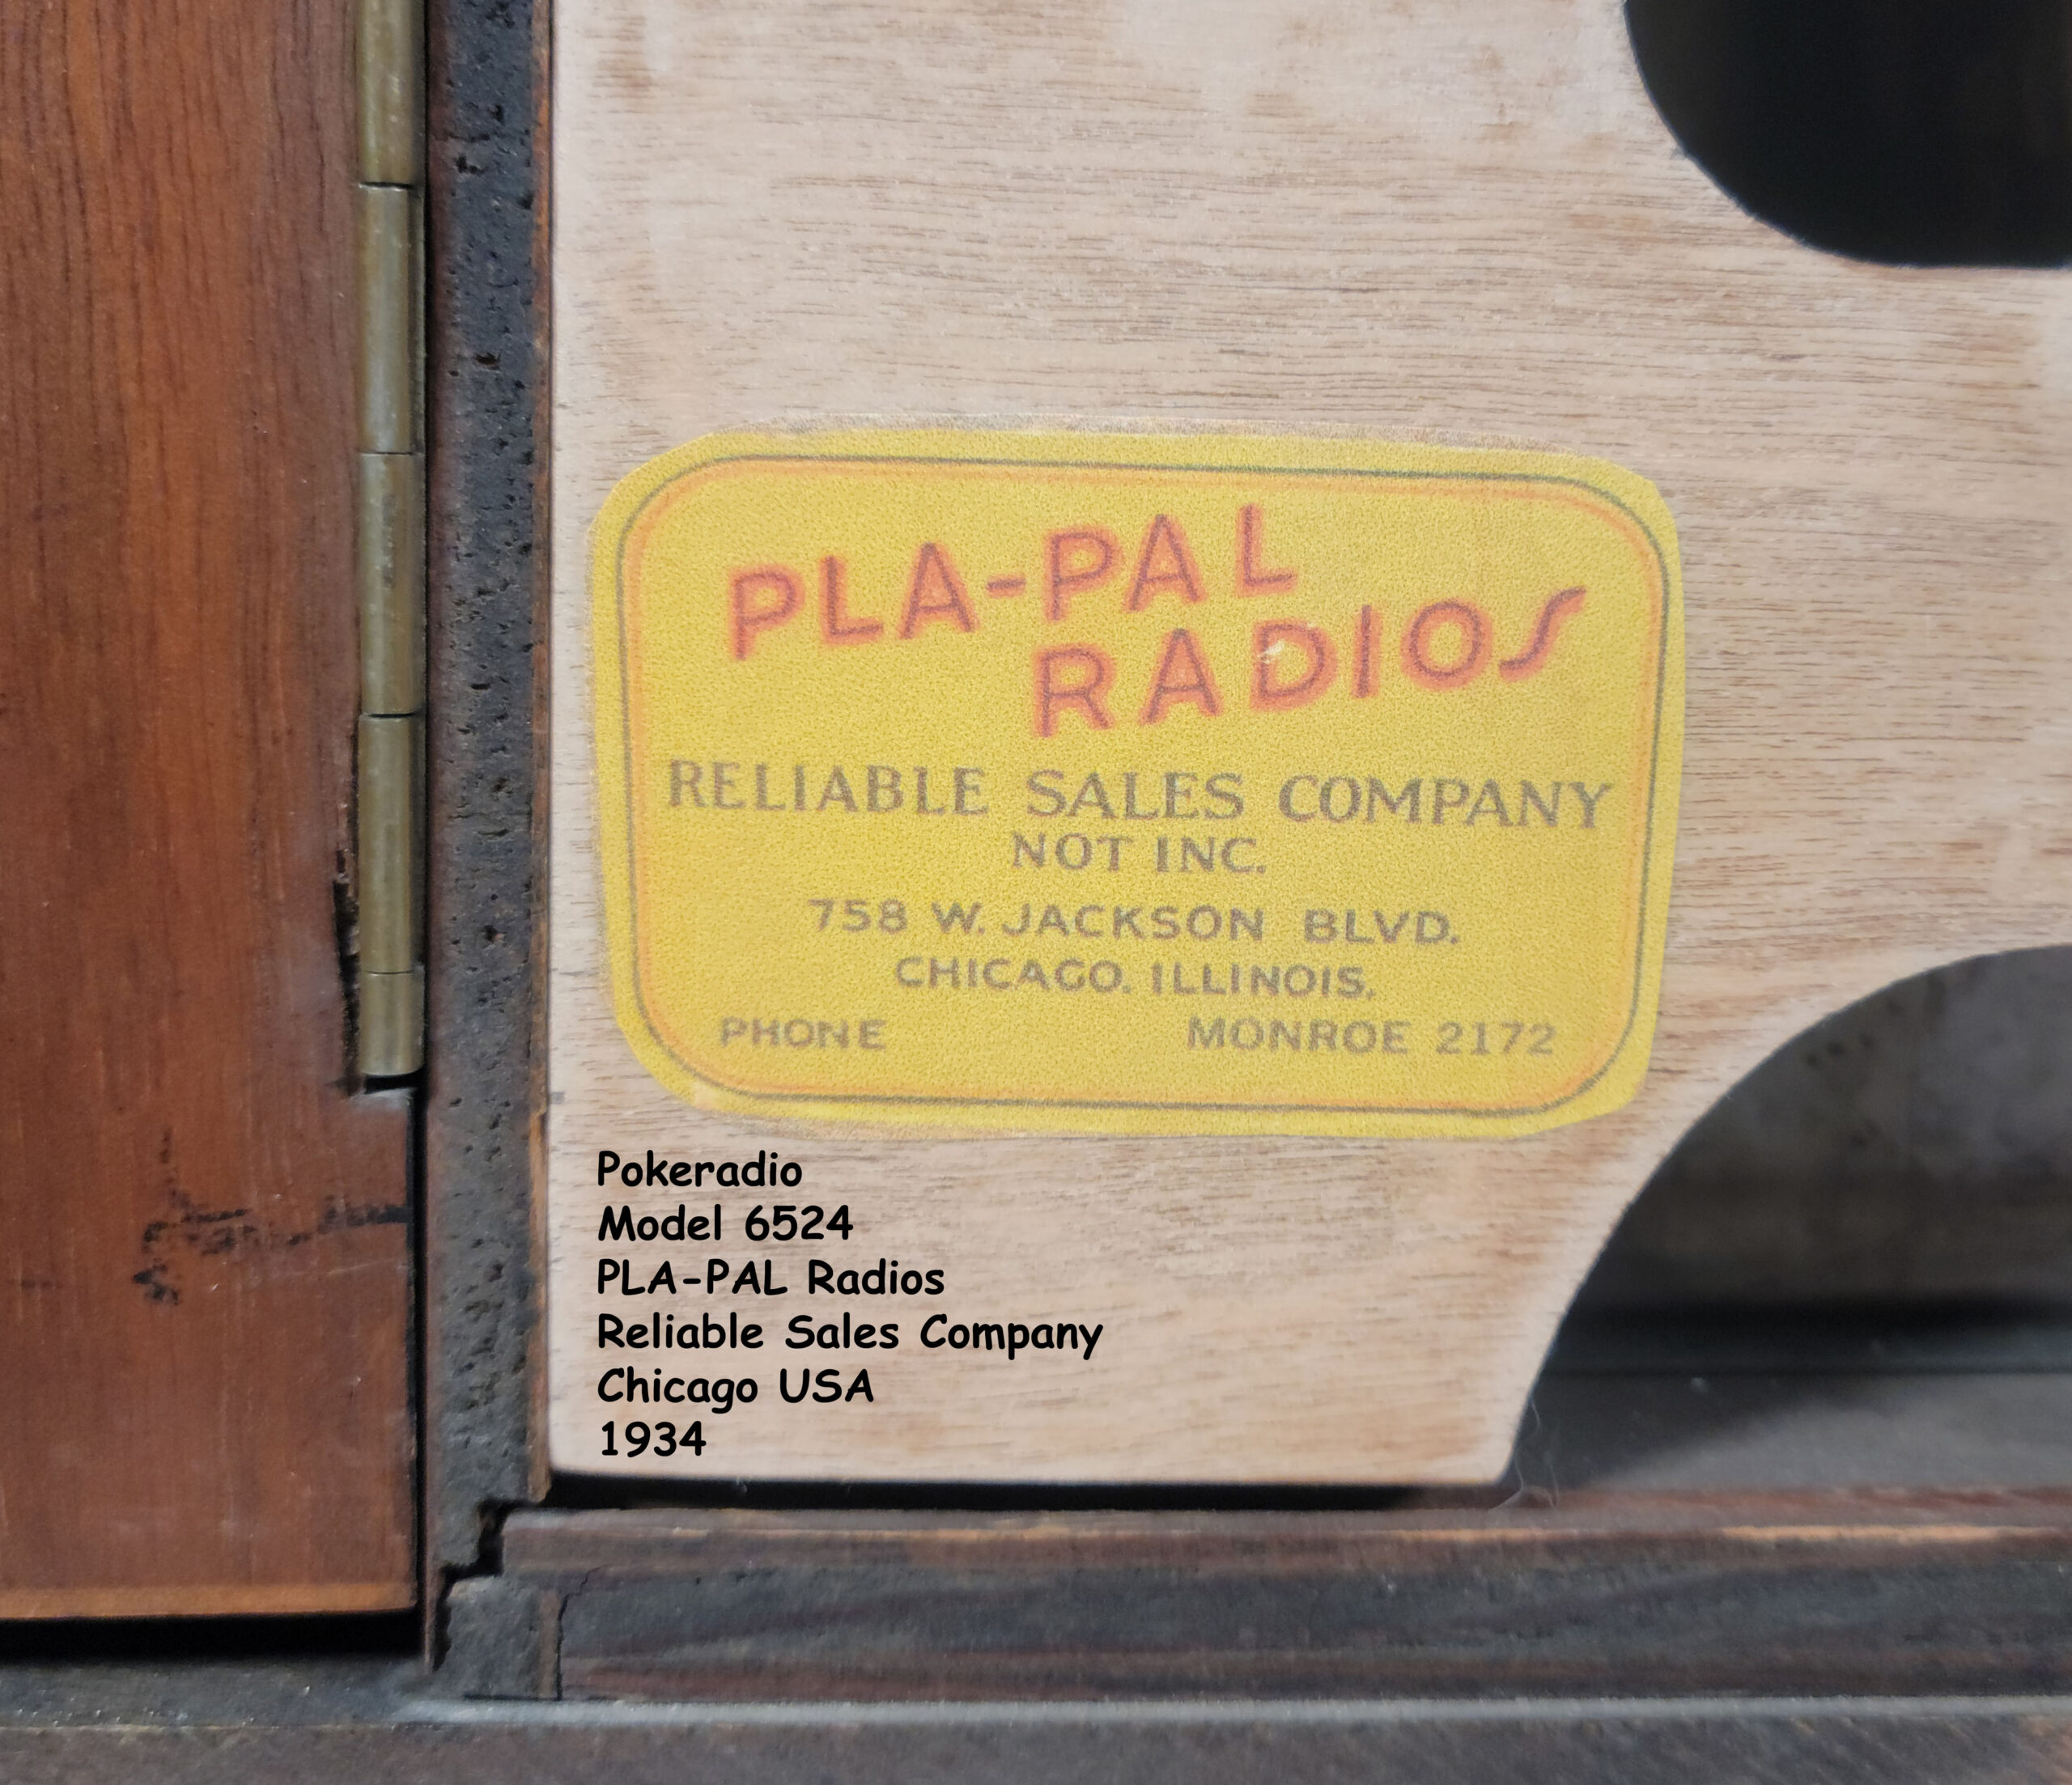 PLA-PAL
RADIOS
RELIABLE SALES COMPANY
NOT INC.
758 W. JACKSON BLVD.
CHICAGO. ILLINOIS.
PHONE MONROE 2172
Pokeradio
Model 6524
PLA-PAL Radios
Reliable Sales Company
Chicago USA
1934